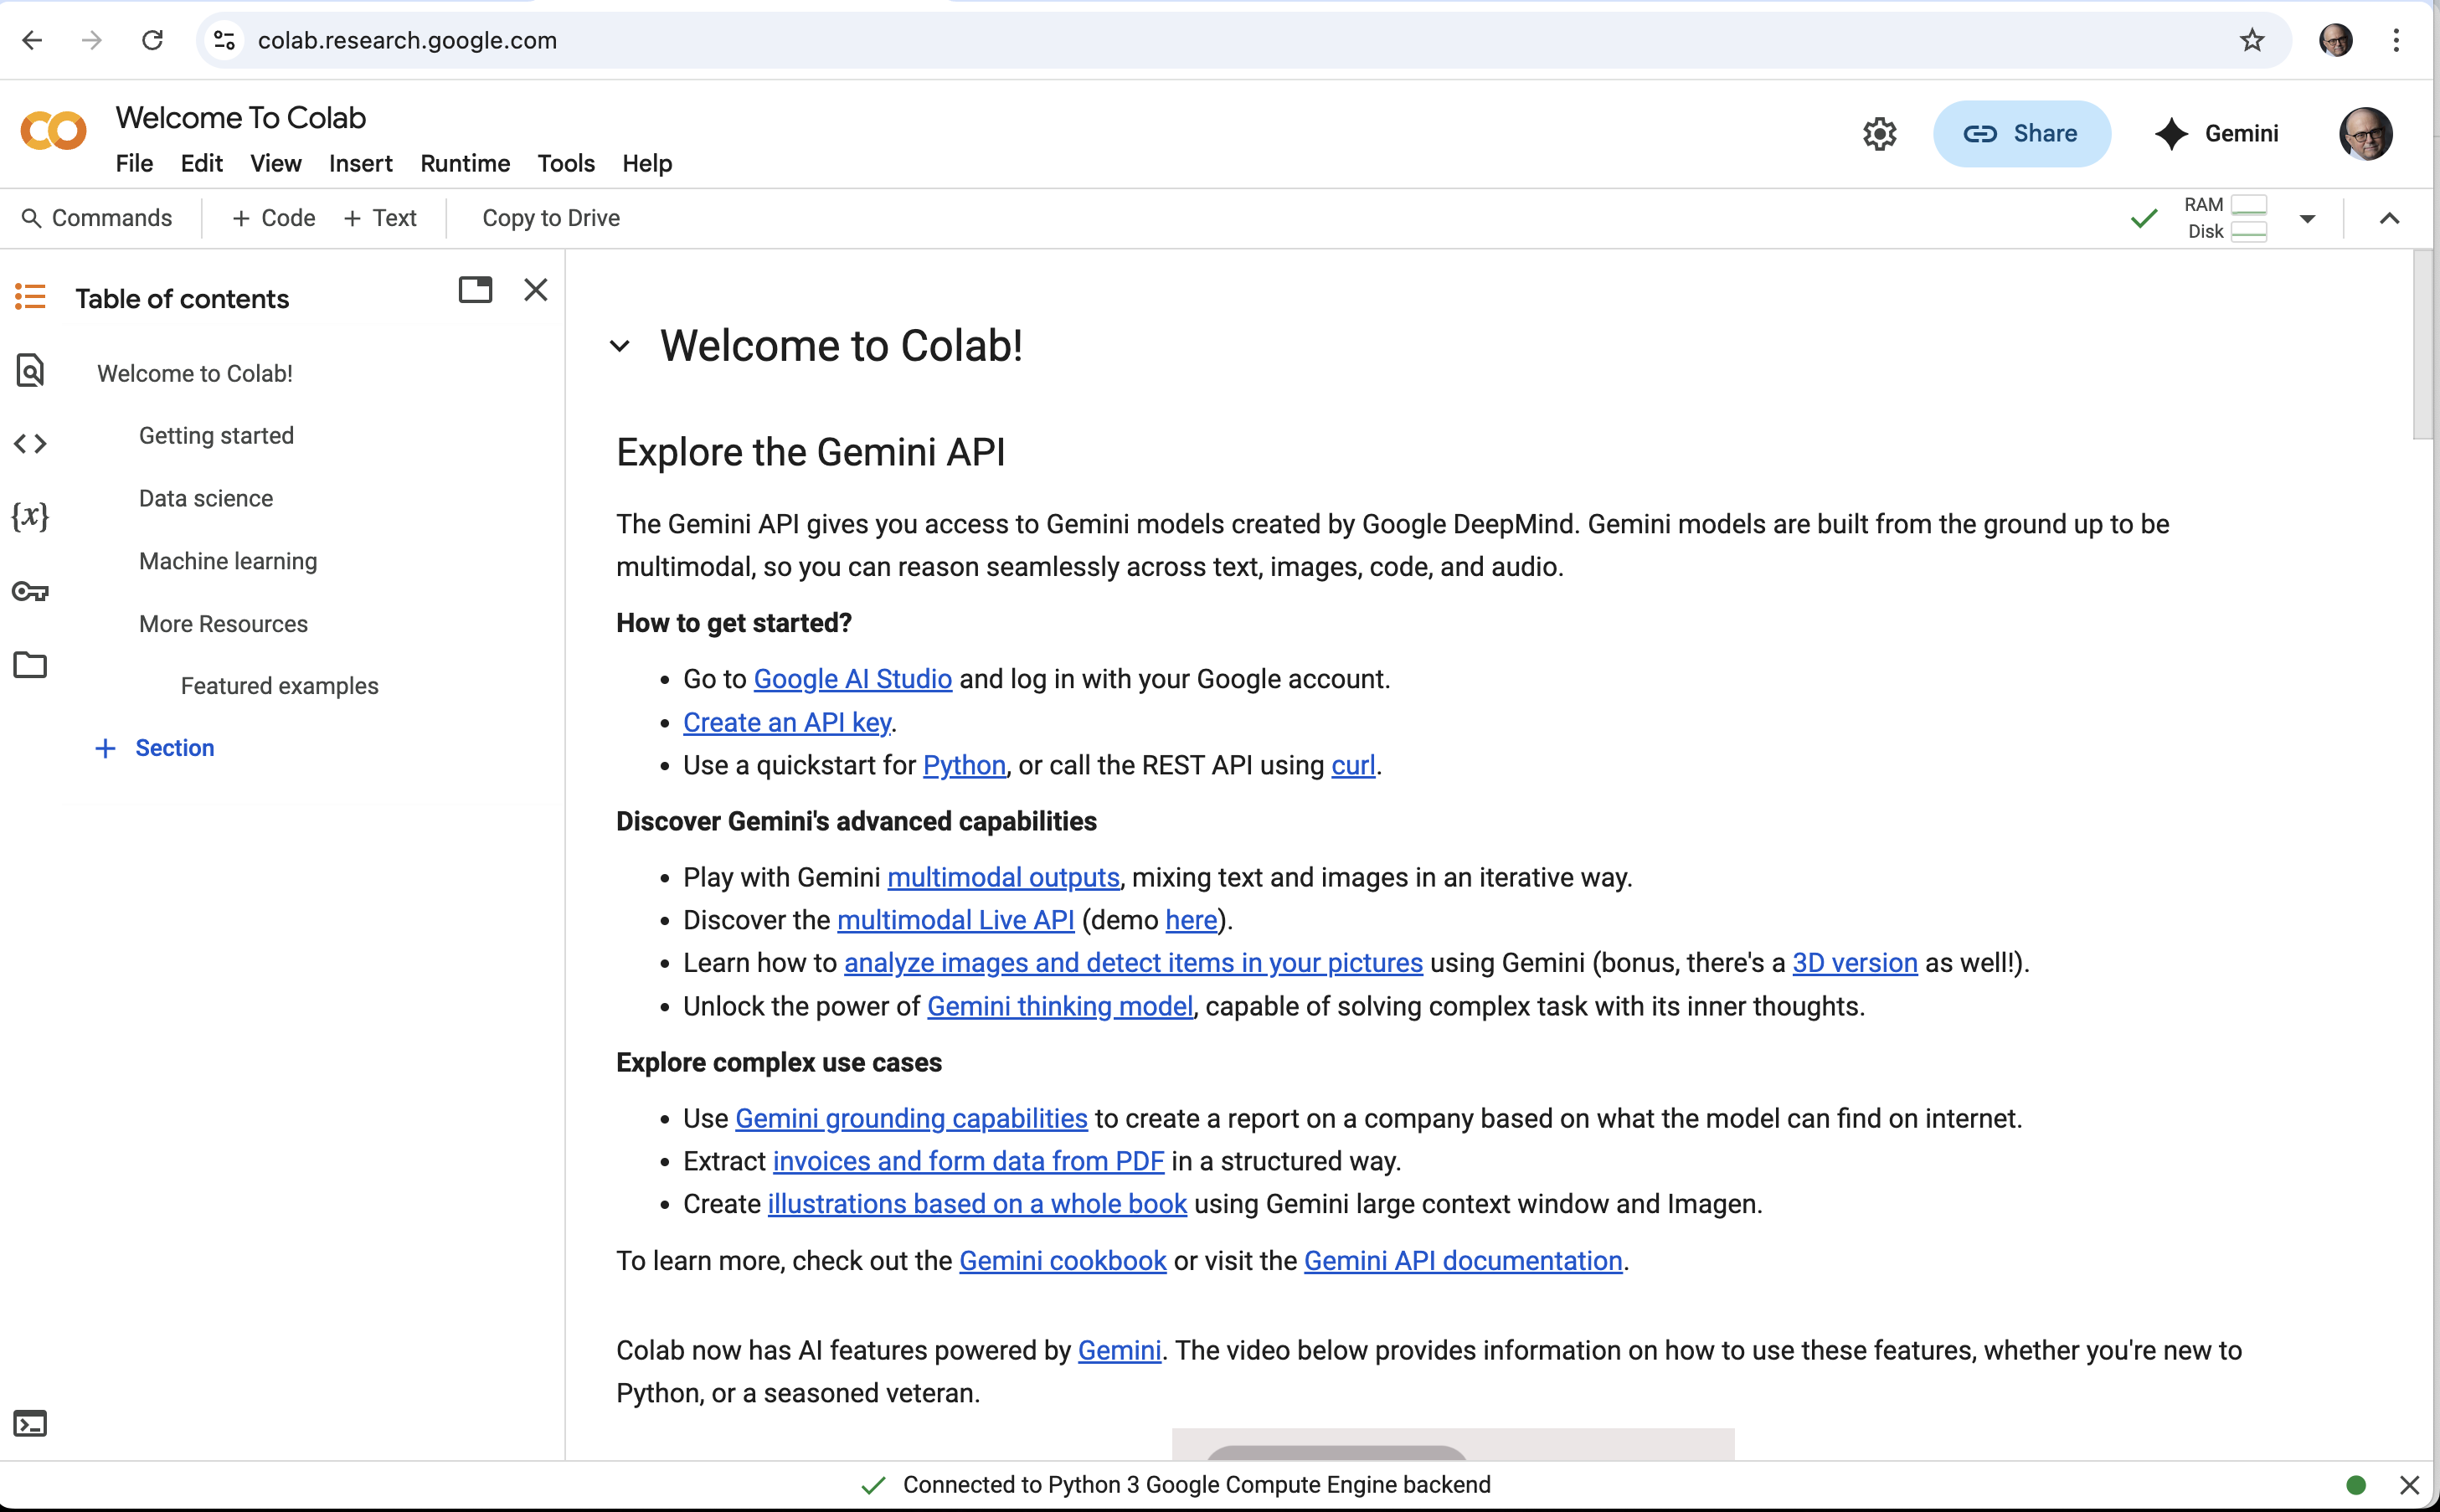 colab.research.google.com
Welcome To Colab
File Edit View Insert Runtime Tools Help
Share
Gemini
Commands
+ Code + Text
Copy to Drive
RAM
Disk
Table of contents
Welcome to Colab!
Getting started
Data science
Machine learning
More Resources
Featured examples
+ Section
{x}
Welcome to Colab!
Explore the Gemini API
The Gemini API gives you access to Gemini models created by Google DeepMind. Gemini models are built from the ground up to be
multimodal, so you can reason seamlessly across text, images, code, and audio.
How to get started?
• Go to Google AI Studio and log in with your Google account.
• Create an API key.
• Use a quickstart for Python, or call the REST API using curl.
Discover Gemini's advanced capabilities
• Play with Gemini multimodal outputs, mixing text and images in an iterative way.
• Discover the multimodal Live API (demo here).
• Learn how to analyze images and detect items in your pictures using Gemini (bonus, there's a 3D version as well!).
• Unlock the power of Gemini thinking model, capable of solving complex task with its inner thoughts.
Explore complex use cases
• Use Gemini grounding capabilities to create a report on a company based on what the model can find on internet.
• Extract invoices and form data from PDF in a structured way.
• Create illustrations based on a whole book using Gemini large context window and Imagen.
To learn more, check out the Gemini cookbook or visit the Gemini API documentation.
Colab now has AI features powered by Gemini. The video below provides information on how to use these features, whether you're new to
Python, or a seasoned veteran.
Connected to Python 3 Google Compute Engine backend